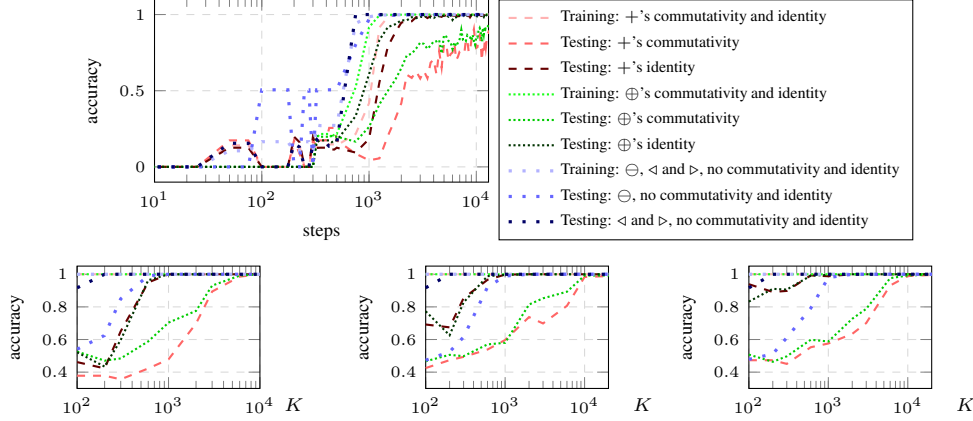 1
0.5
0
accuracy
10^1
10^2
10^3
10^4
steps
Training: +'s commutativity and identity
Testing: +'s commutativity
Testing: +'s identity
Training: ⊕'s commutativity and identity
Testing: ⊕'s commutativity
Testing: ⊕'s identity
Training: ⊖, ◃ and ▹, no commutativity and identity
Testing: ⊖, no commutativity and identity
Testing: ◃ and ▹, no commutativity and identity
1
0.8
0.6
0.4
accuracy
10^2
10^3
10^4
K
1
0.8
0.6
0.4
accuracy
10^2
10^3
10^4
K
1
0.8
0.6
0.4
accuracy
10^2
10^3
10^4
K